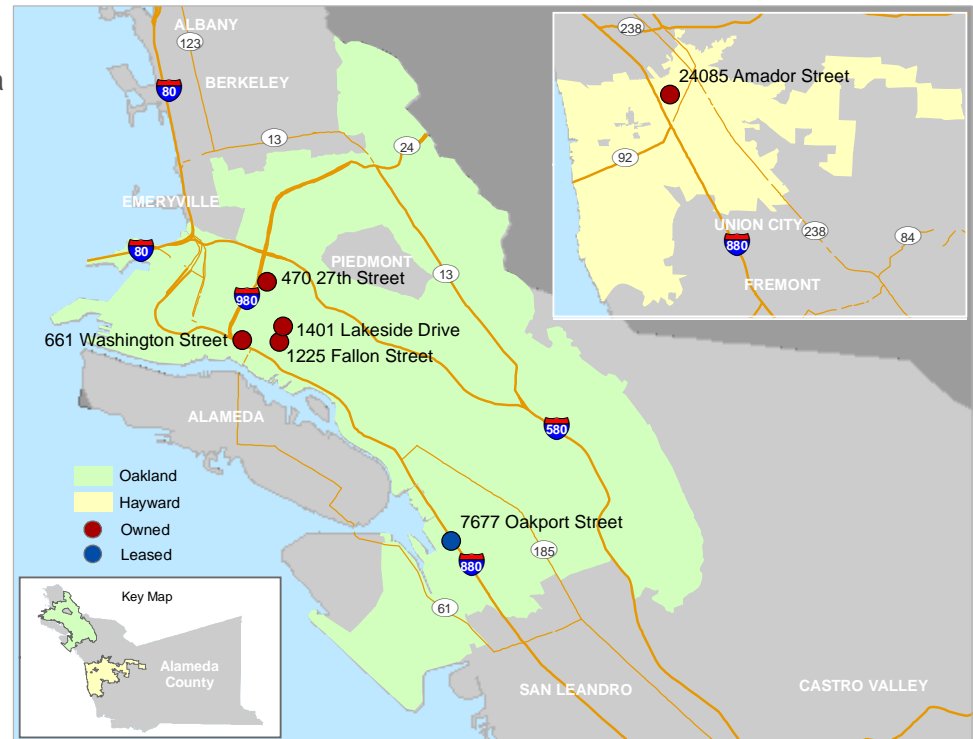 a
ALBANY
123
80
BERKELEY
13
24
EMERYVILLE
80
PIEDMONT
13
470 27th Street
980
1401 Lakeside Drive
661 Washington Street
1225 Fallon Street
ALAMEDA
580
Oakland
Hayward
Owned
Leased
7677 Oakport Street
185
880
61
SAN LEANDRO
CASTRO VALLEY
Key Map
Alameda
County
238
24085 Amador Street
92
UNION CITY
238
84
880
FREMONT